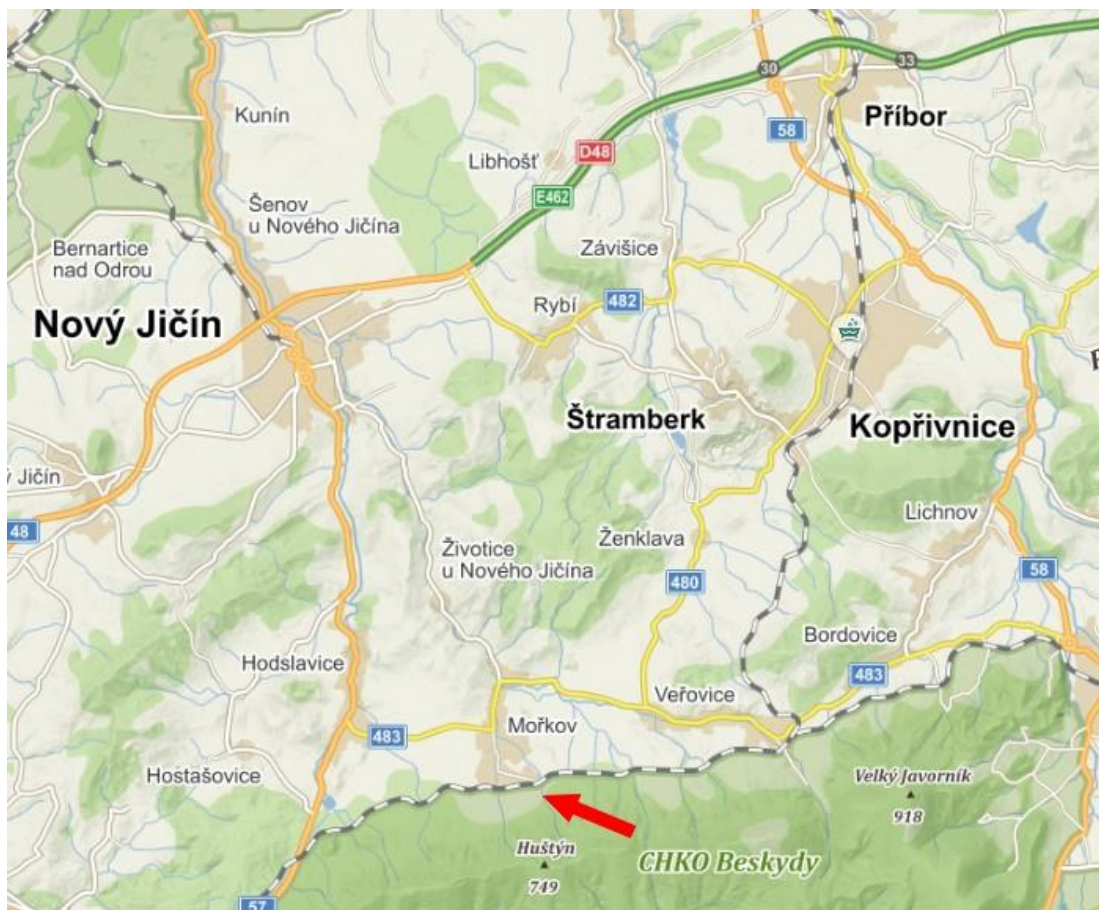 Kunín
Příbor
30
33
58
Libhošť
D48
E462
Šenov
u Nového Jičína
Bernartice
nad Odrou
Závišice
Nový Jičín
Rybí
482
Štramberk
Kopřivnice
ý Jičín
48
Lichnov
Ženklava
Životice
u Nového Jičína
480
58
Bordovice
Hodslavice
483
Veřovice
Mořkov
483
Hostašovice
Velký Javorník
918
Huštýn
749
CHKO Beskydy
57